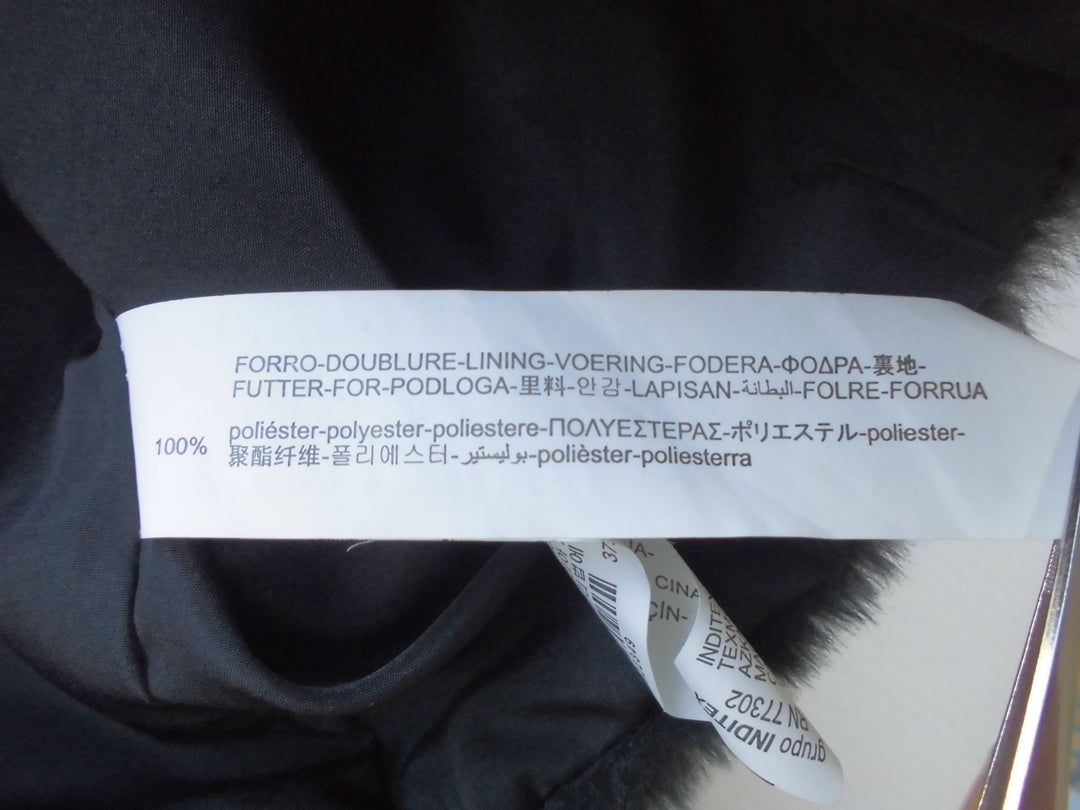 FORRO-DOUBLURE-LINING-VOERING-FODERA-ΦΟΔΡΑ-裏地-
FUTTER-FOR-PODLOGA-里料-안감-LAPISAN-البطانة-FOLRE-FORRUA
100% poliéster-polyester-poliestere-ΠΟΛΥΕΣΤΕΡΑΣ-ポリエステル-poliester-
聚酯纤维-폴리에스터-بوليستير-polièster-poliesterra
CINA
ÇİN-
grupo INDITEX
RN 77302